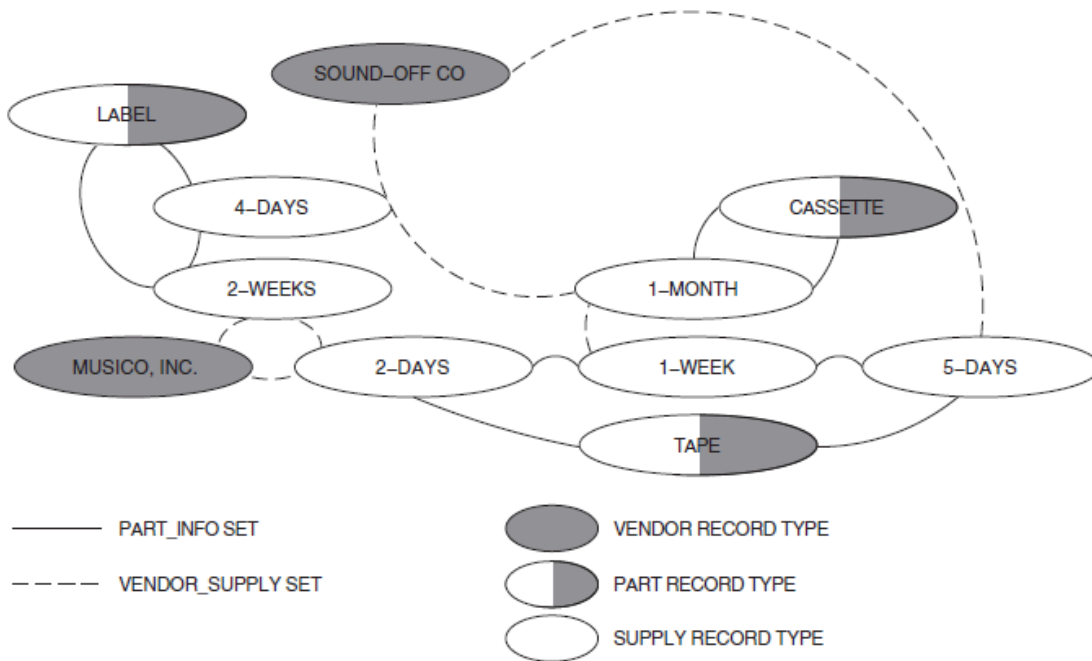 SOUND–OFF CO
LABEL
4–DAYS
CASSETTE
2–WEEKS
1–MONTH
MUSICO, INC.
2–DAYS
1–WEEK
5–DAYS
TAPE
PART_INFO SET
VENDOR RECORD TYPE
VENDOR_SUPPLY SET
PART RECORD TYPE
SUPPLY RECORD TYPE